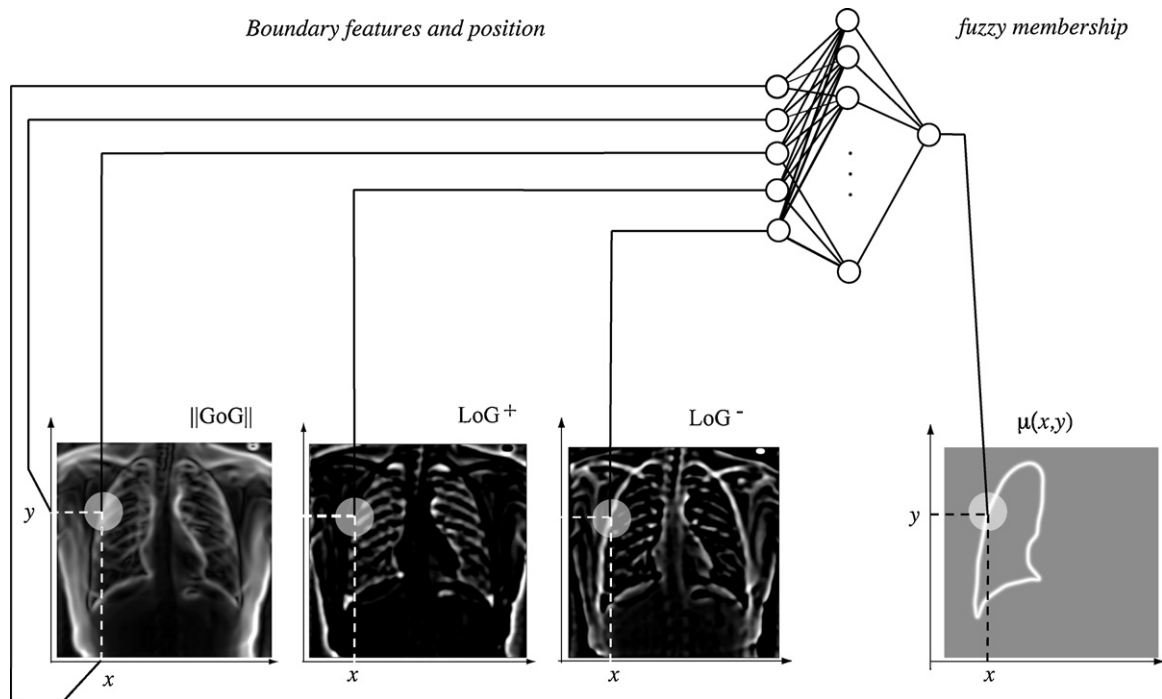 Boundary features and position
fuzzy membership
||GoG||
LoG+
LoG-
μ(x,y)
y
y
x
x
x
x